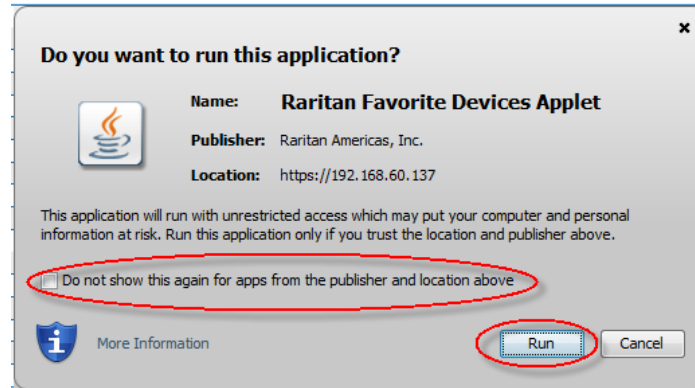 Do you want to run this application?
Name: Raritan Favorite Devices Applet
Publisher: Raritan Americas, Inc.
Location: https://192.168.60.137
This application will run with unrestricted access which may put your computer and personal
information at risk. Run this application only if you trust the location and publisher above.
Do not show this again for apps from the publisher and location above
More Information
Run Cancel